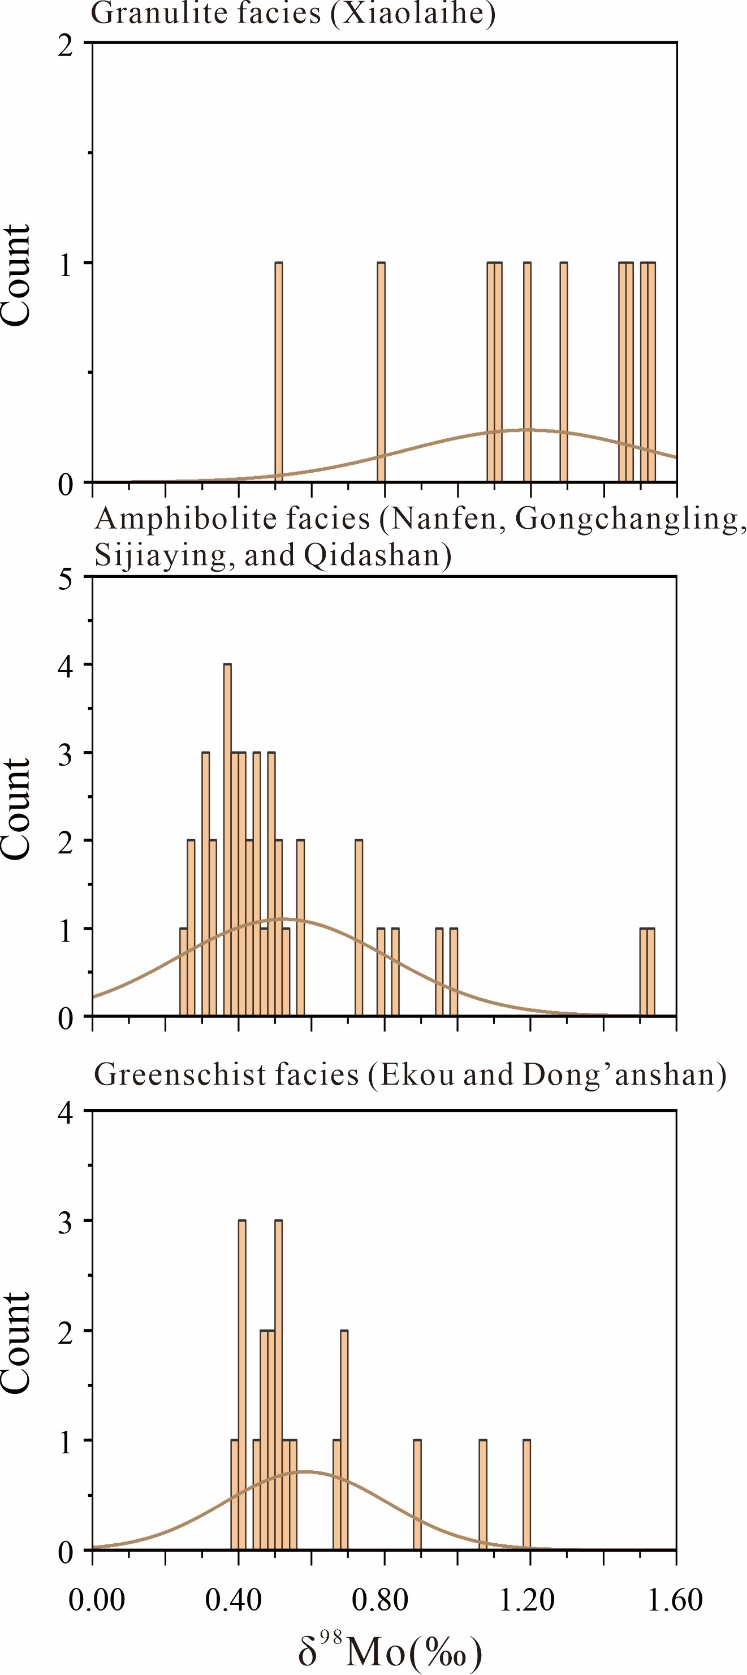 Granulite facies (Xiaolaihe)
2
1
0
Count
Amphibolite facies (Nanfen, Gongchangling,
Sijiaying, and Qidashan)
5
4
3
2
1
0
Count
Greenschist facies (Ekou and Dong’anshan)
4
3
2
1
0
Count
0.00 0.40 0.80 1.20 1.60
δ⁹⁸Mo(‰)